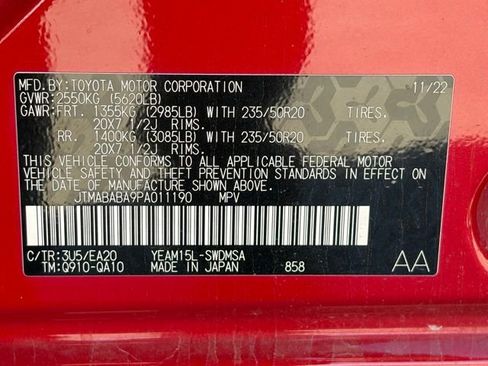 MFD.BY:TOYOTA MOTOR CORPORATION 11/22
GVWR:2550KG (5620LB)
GAWR:FRT. 1355KG (2985LB) WITH 235/50R20 TIRES.
20X7 1/2J RIMS.
RR. 1400KG (3085LB) WITH 235/50R20 TIRES.
20X7 1/2J RIMS.
THIS VEHICLE CONFORMS TO ALL APPLICABLE FEDERAL MOTOR
VEHICLE SAFETY AND BUMPER STANDARDS IN EFFECT ON
THE DATE OF MANUFACTURE SHOWN ABOVE.
JTMABABA9PA011190 MPV
C/TR:3U5/EA20 YEAM15L-SWDMSA
TM:Q910-QA10 MADE IN JAPAN 858 AA